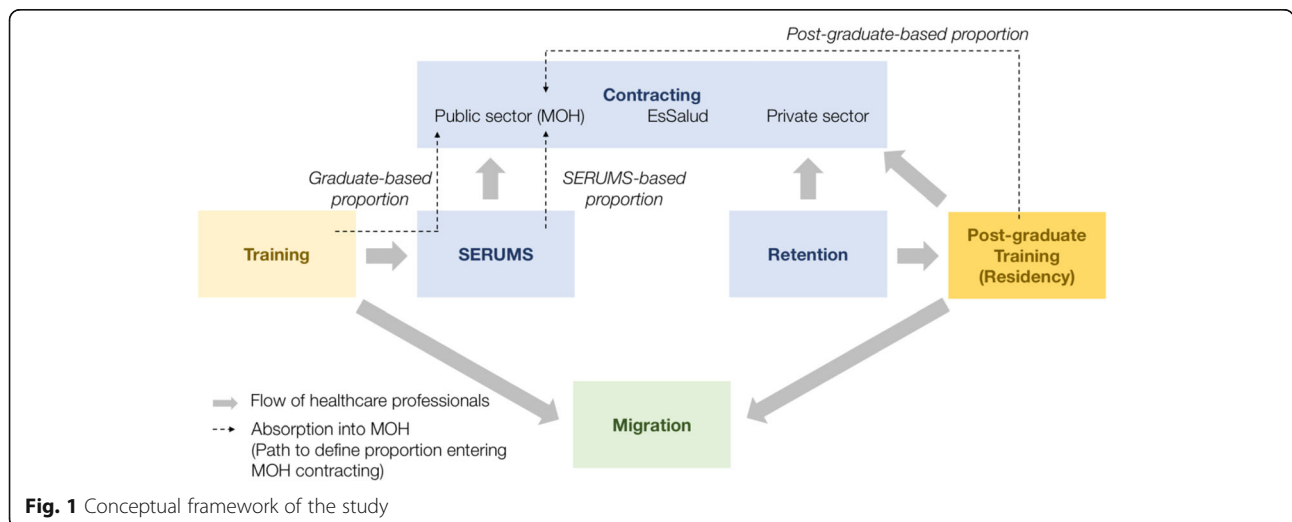 Post-graduate-based proportion
Contracting
Public sector (MOH) EsSalud Private sector
Graduate-based
proportion
SERUMS-based
proportion
Training
SERUMS
Retention
Post-graduate
Training
(Residency)
Flow of healthcare professionals
Absorption into MOH
(Path to define proportion entering
MOH contracting)
Migration
Fig. 1 Conceptual framework of the study